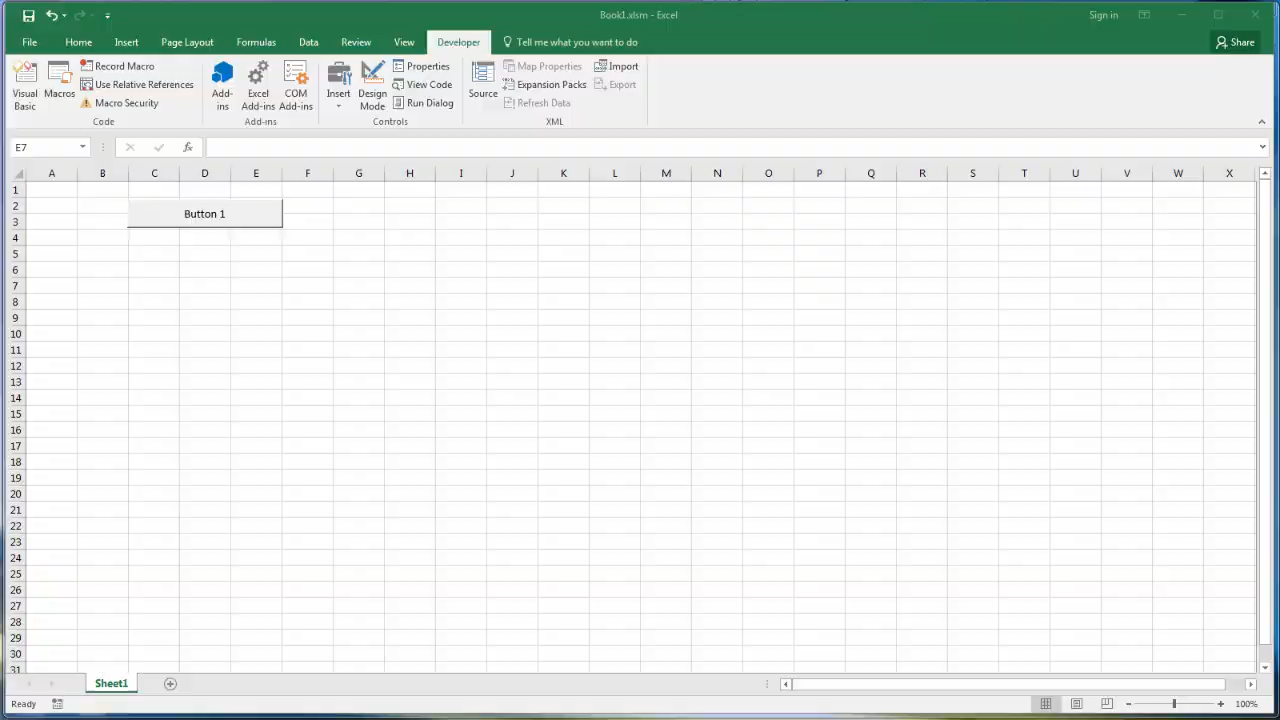 Book1.xlsm - Excel
Sign in
File Home Insert Page Layout Formulas Data Review View Developer Tell me what you want to do Share
Visual Basic
Macros
Record Macro
Use Relative References
Macro Security
Code
Add-ins
Excel Add-ins
COM Add-ins
Add-ins
Insert
Design Mode
Properties
View Code
Run Dialog
Controls
Source
Map Properties
Expansion Packs
Refresh Data
Import
Export
XML
E7
fx
A B C D E F G H I J K L M N O P Q R S T U V W X
1
2
3
Button 1
4
5
6
7
8
9
10
11
12
13
14
15
16
17
18
19
20
21
22
23
24
25
26
27
28
29
30
31
Sheet1
Ready
100%